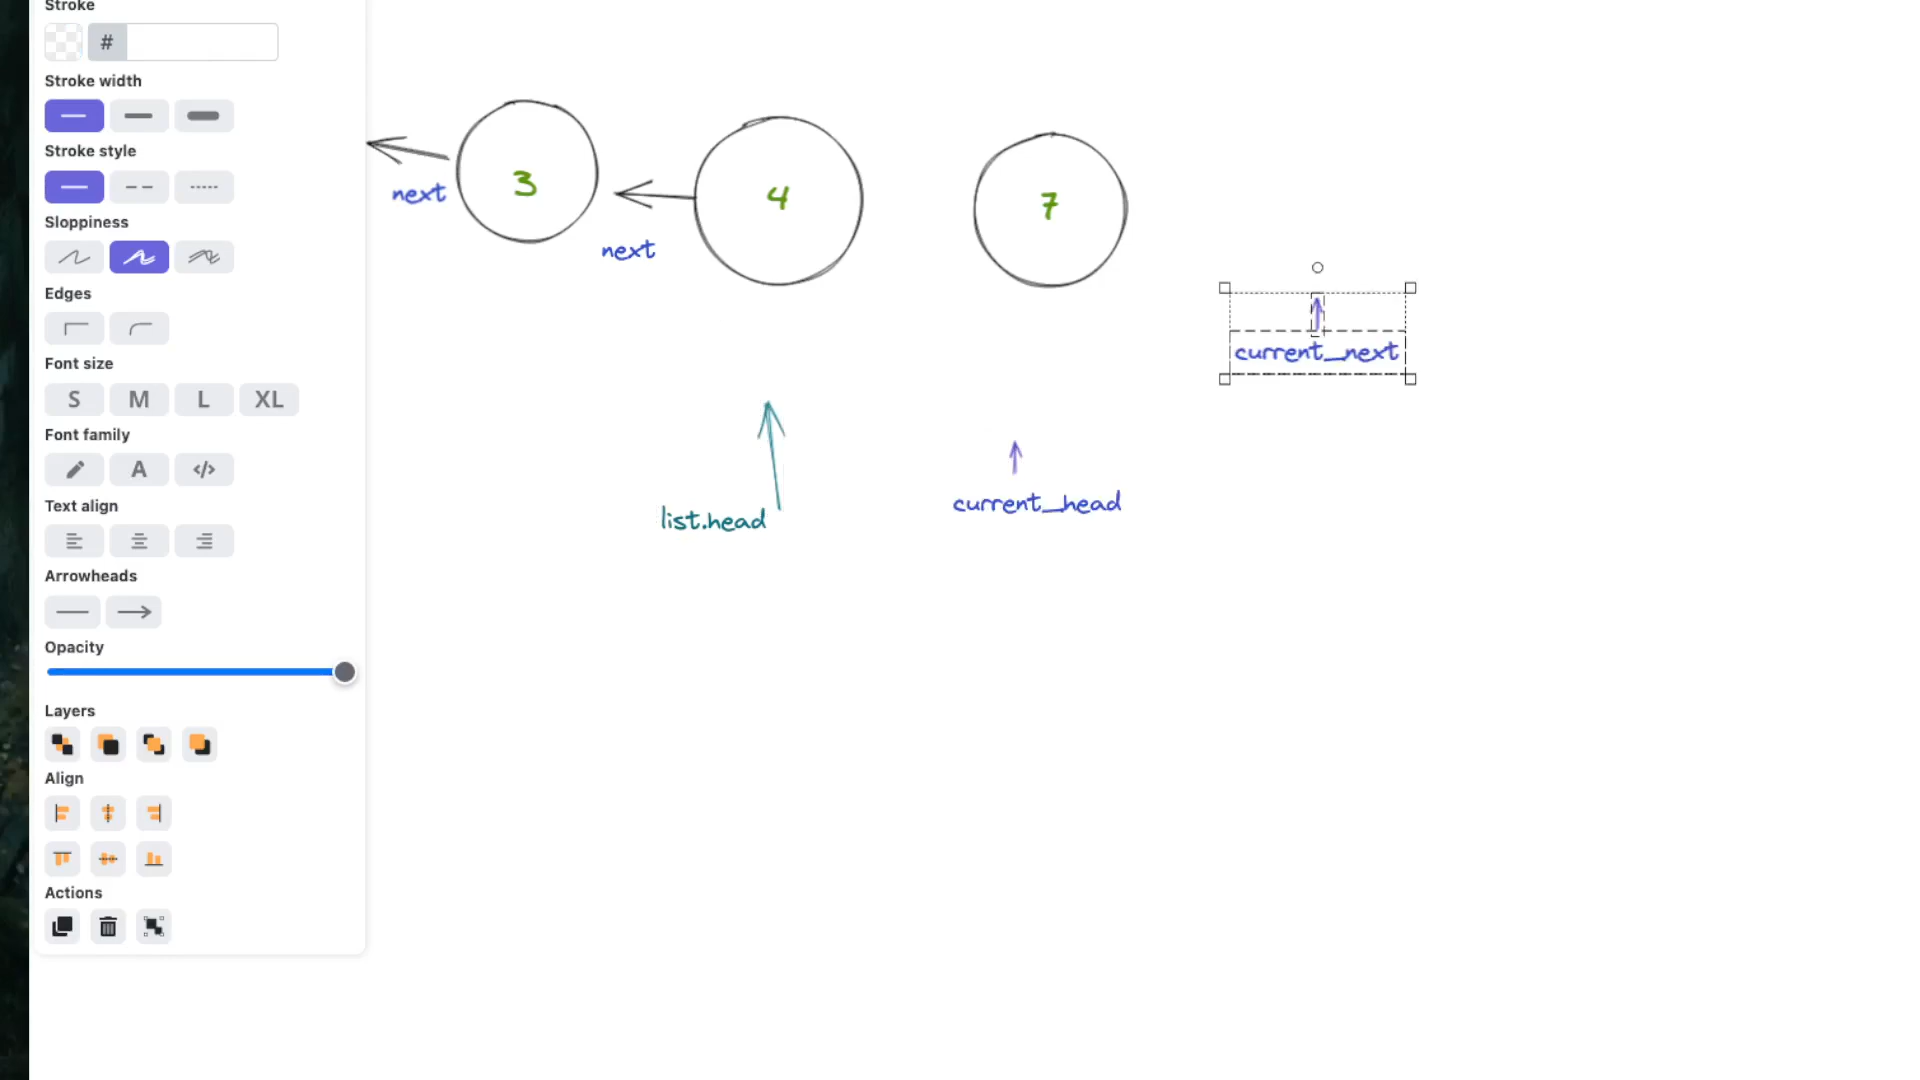 Stroke
#
Stroke width
Stroke style
Sloppiness
Edges
Font size
S M L XL
Font family
A </>
Text align
Arrowheads
Opacity
Layers
Align
Actions
3
4
7
next
next
current_next
current_head
list.head